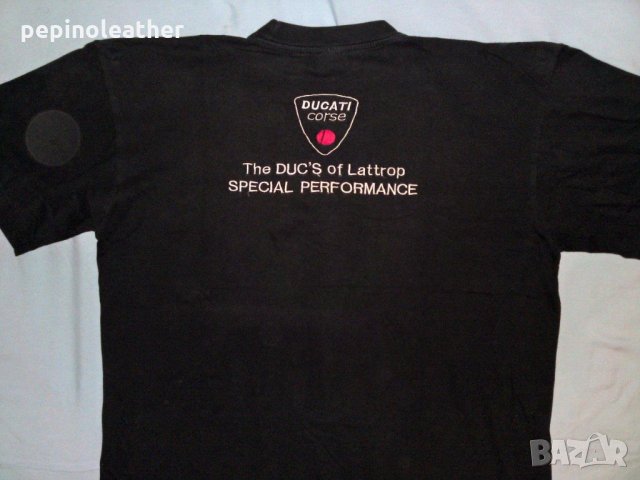 pepinoleather
DUCATI
corse
The DUC'S of Lattrop
SPECIAL PERFORMANCE
BAZAR